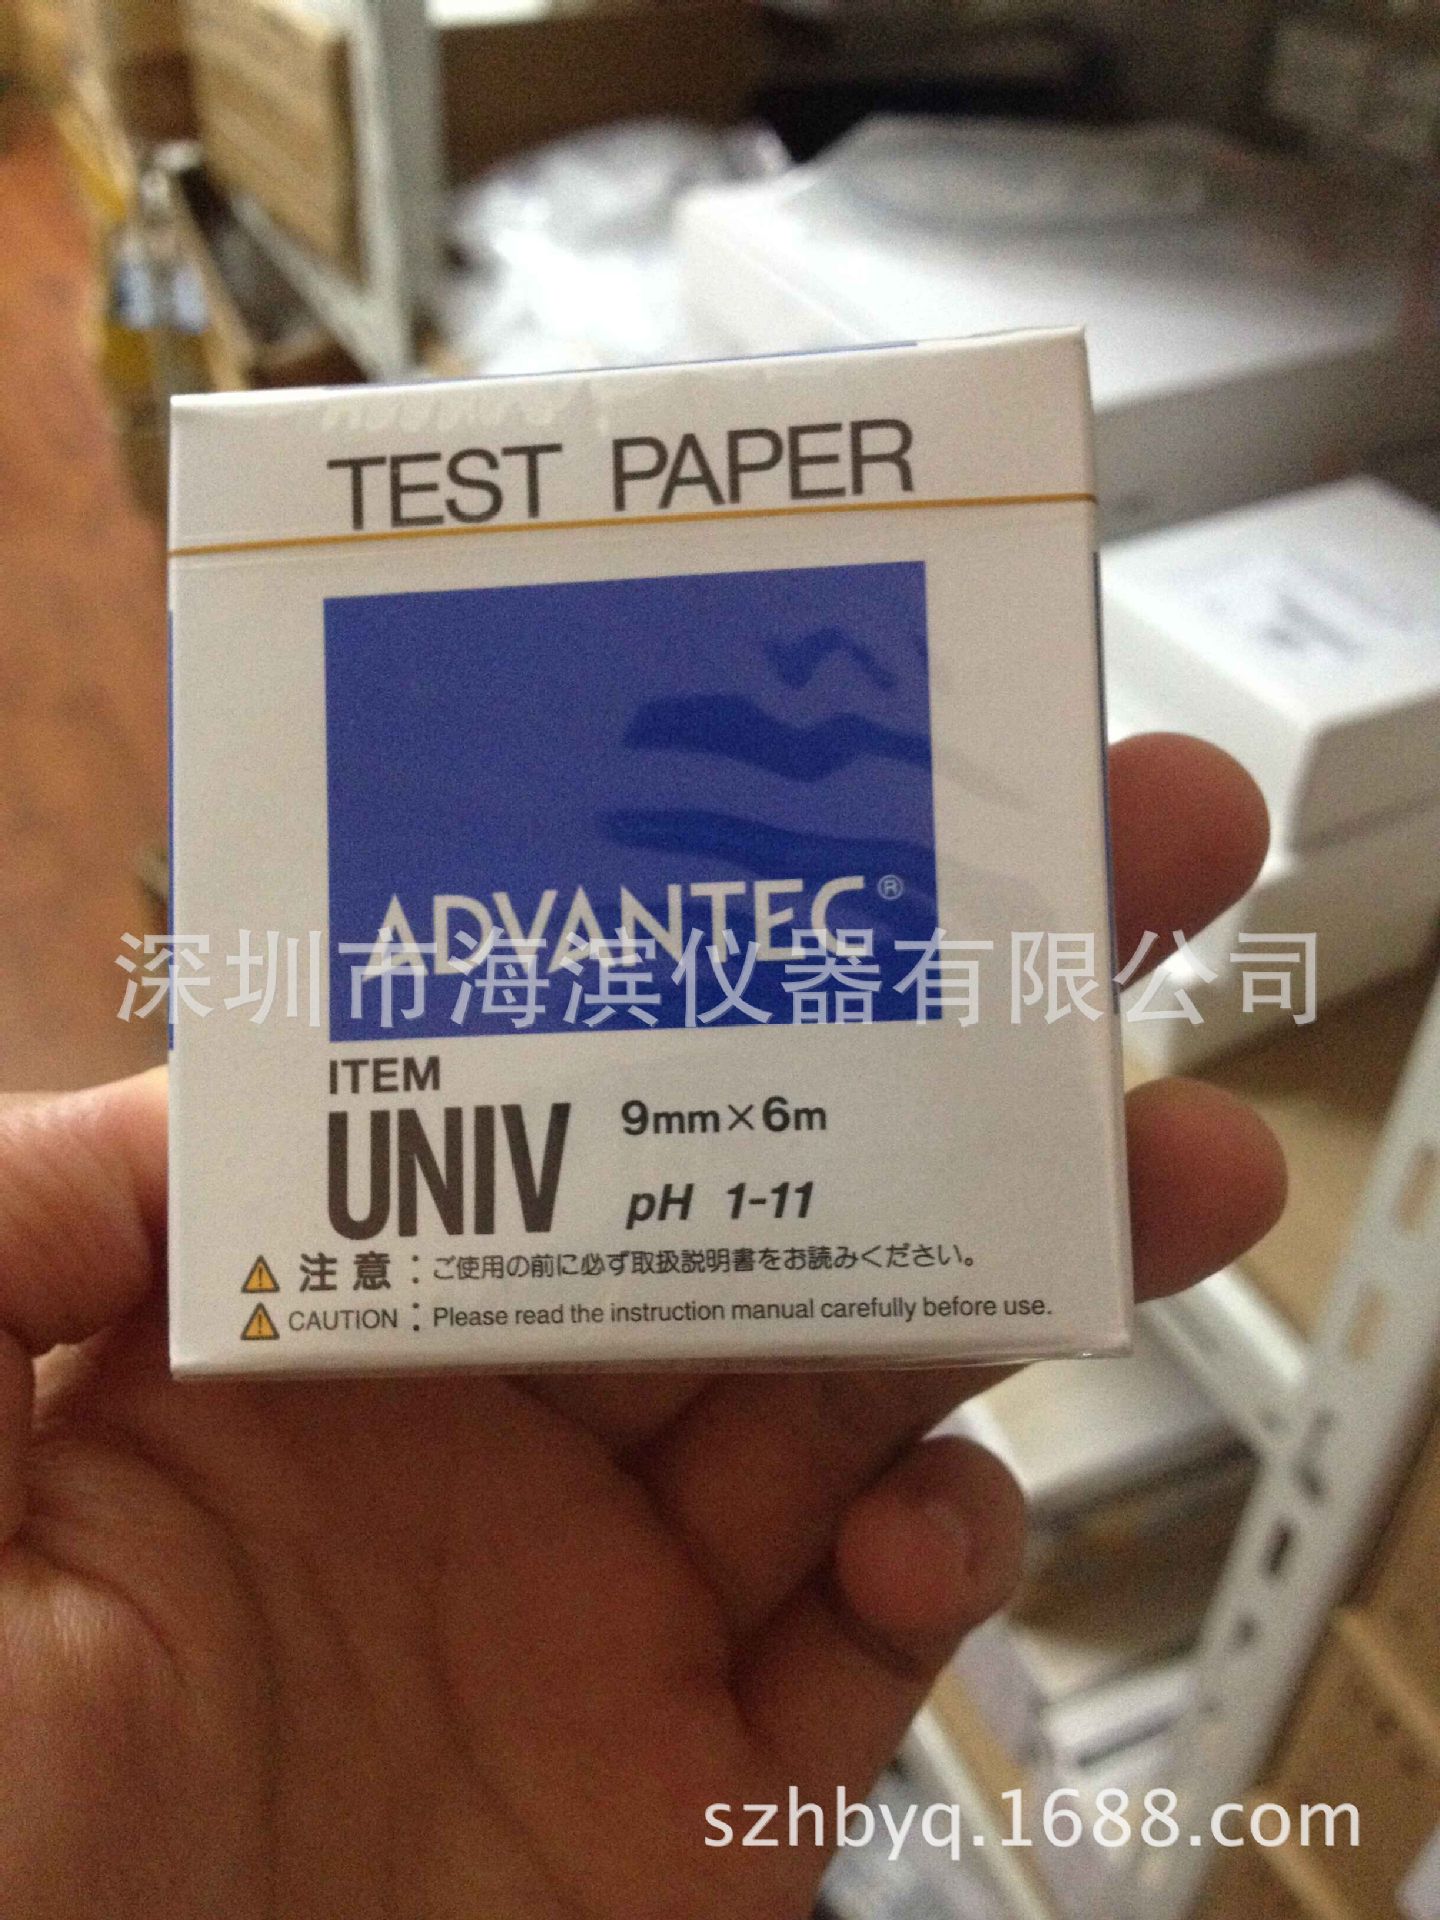 TEST PAPER
ADVANTEC®
深圳市海滨仪器有限公司
ITEM
UNIV
9mm×6m
pH 1-11
注意：ご使用の前に必ず取扱説明書をお読みください。
CAUTION : Please read the instruction manual carefully before use.
szhbyq.1688.com